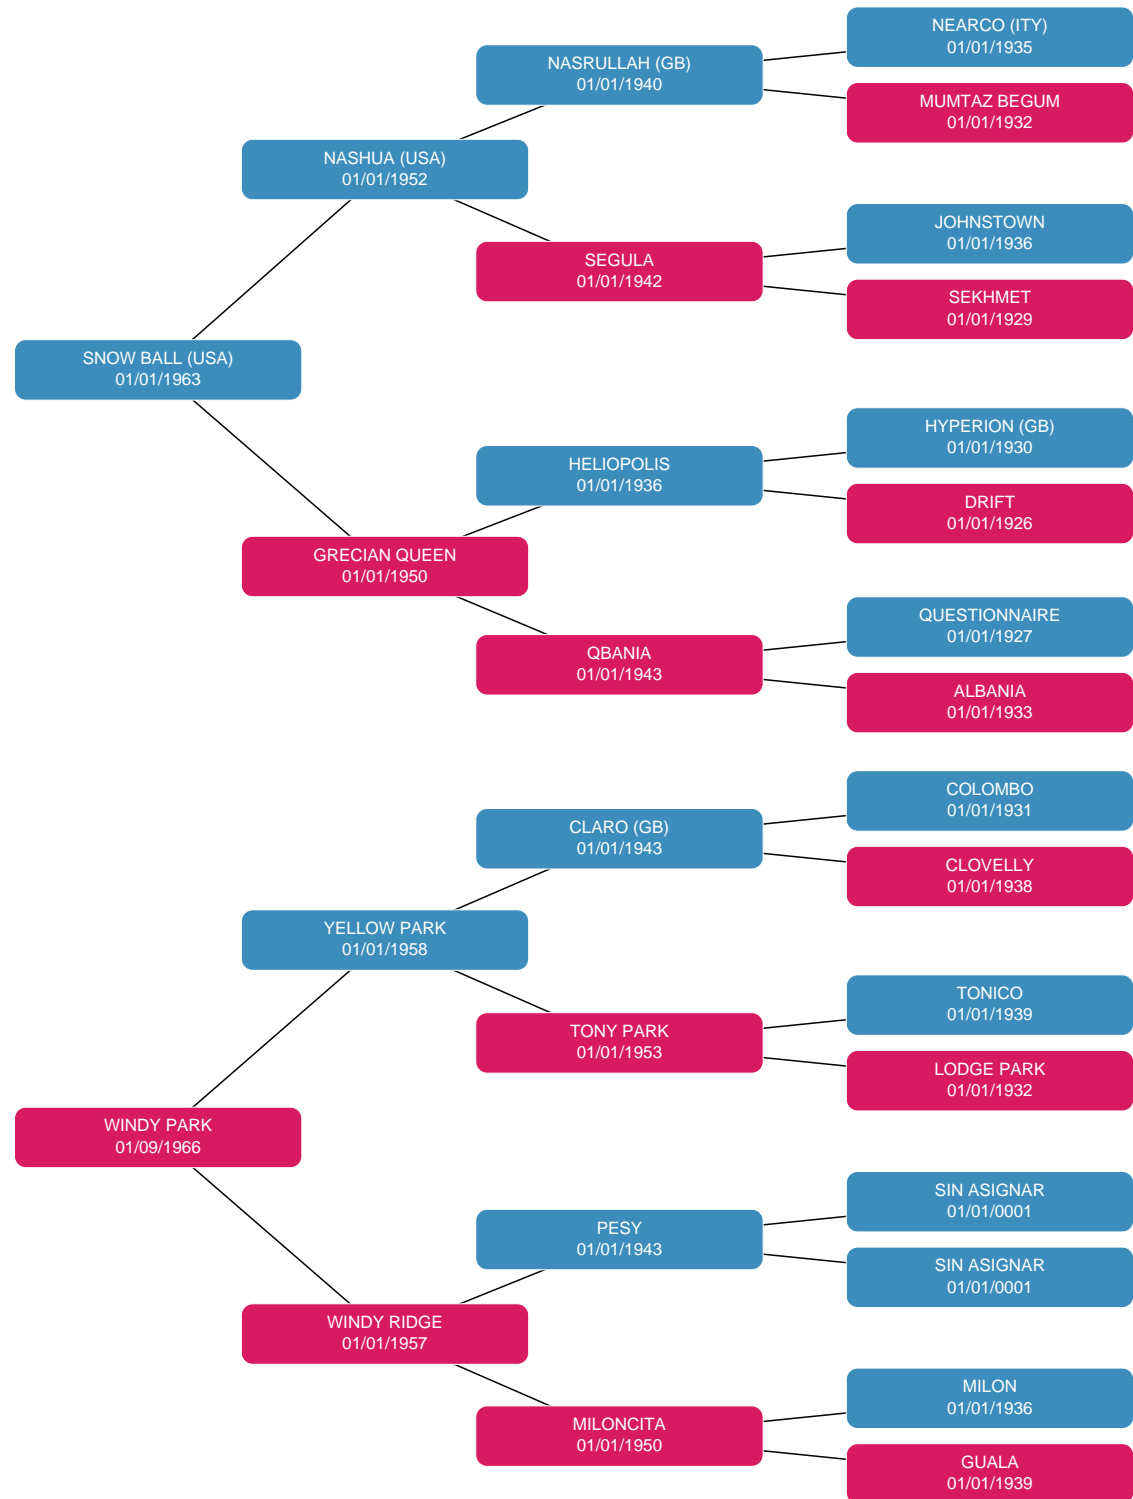 NEARCO (ITY)
01/01/1935
NASRULLAH (GB)
01/01/1940
MUMTAZ BEGUM
01/01/1932
NASHUA (USA)
01/01/1952
JOHNSTOWN
01/01/1936
SEGULA
01/01/1942
SEKHMET
01/01/1929
SNOW BALL (USA)
01/01/1963
HYPERION (GB)
01/01/1930
HELIOPOLIS
01/01/1936
DRIFT
01/01/1926
GRECIAN QUEEN
01/01/1950
QUESTIONNAIRE
01/01/1927
QBANIA
01/01/1943
ALBANIA
01/01/1933
COLOMBO
01/01/1931
CLARO (GB)
01/01/1943
CLOVELLY
01/01/1938
YELLOW PARK
01/01/1958
TONICO
01/01/1939
TONY PARK
01/01/1953
LODGE PARK
01/01/1932
WINDY PARK
01/09/1966
SIN ASIGNAR
01/01/0001
PESY
01/01/1943
SIN ASIGNAR
01/01/0001
WINDY RIDGE
01/01/1957
MILON
01/01/1936
MILONCITA
01/01/1950
GUALA
01/01/1939